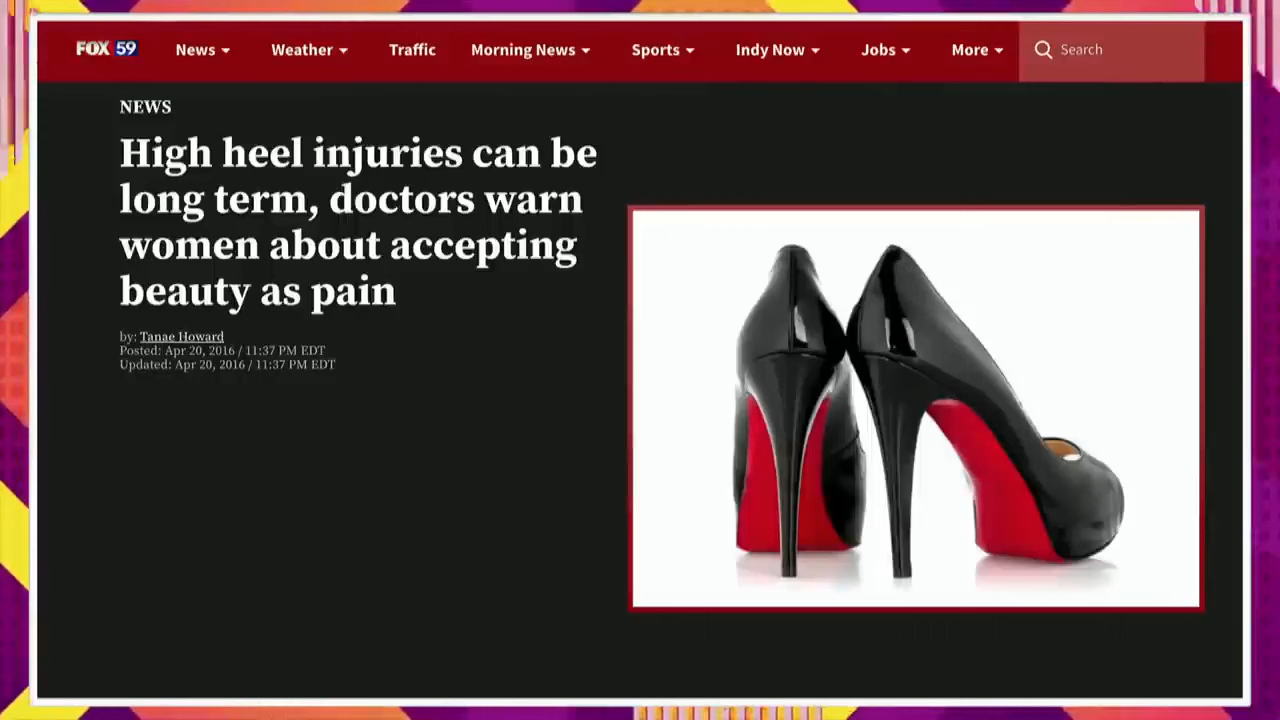 FOX 59 News Weather Traffic Morning News Sports Indy Now Jobs More Search
NEWS
High heel injuries can be
long term, doctors warn
women about accepting
beauty as pain
by: Tanae Howard
Posted: Apr 20, 2016 / 11:37 PM EDT
Updated: Apr 20, 2016 / 11:37 PM EDT